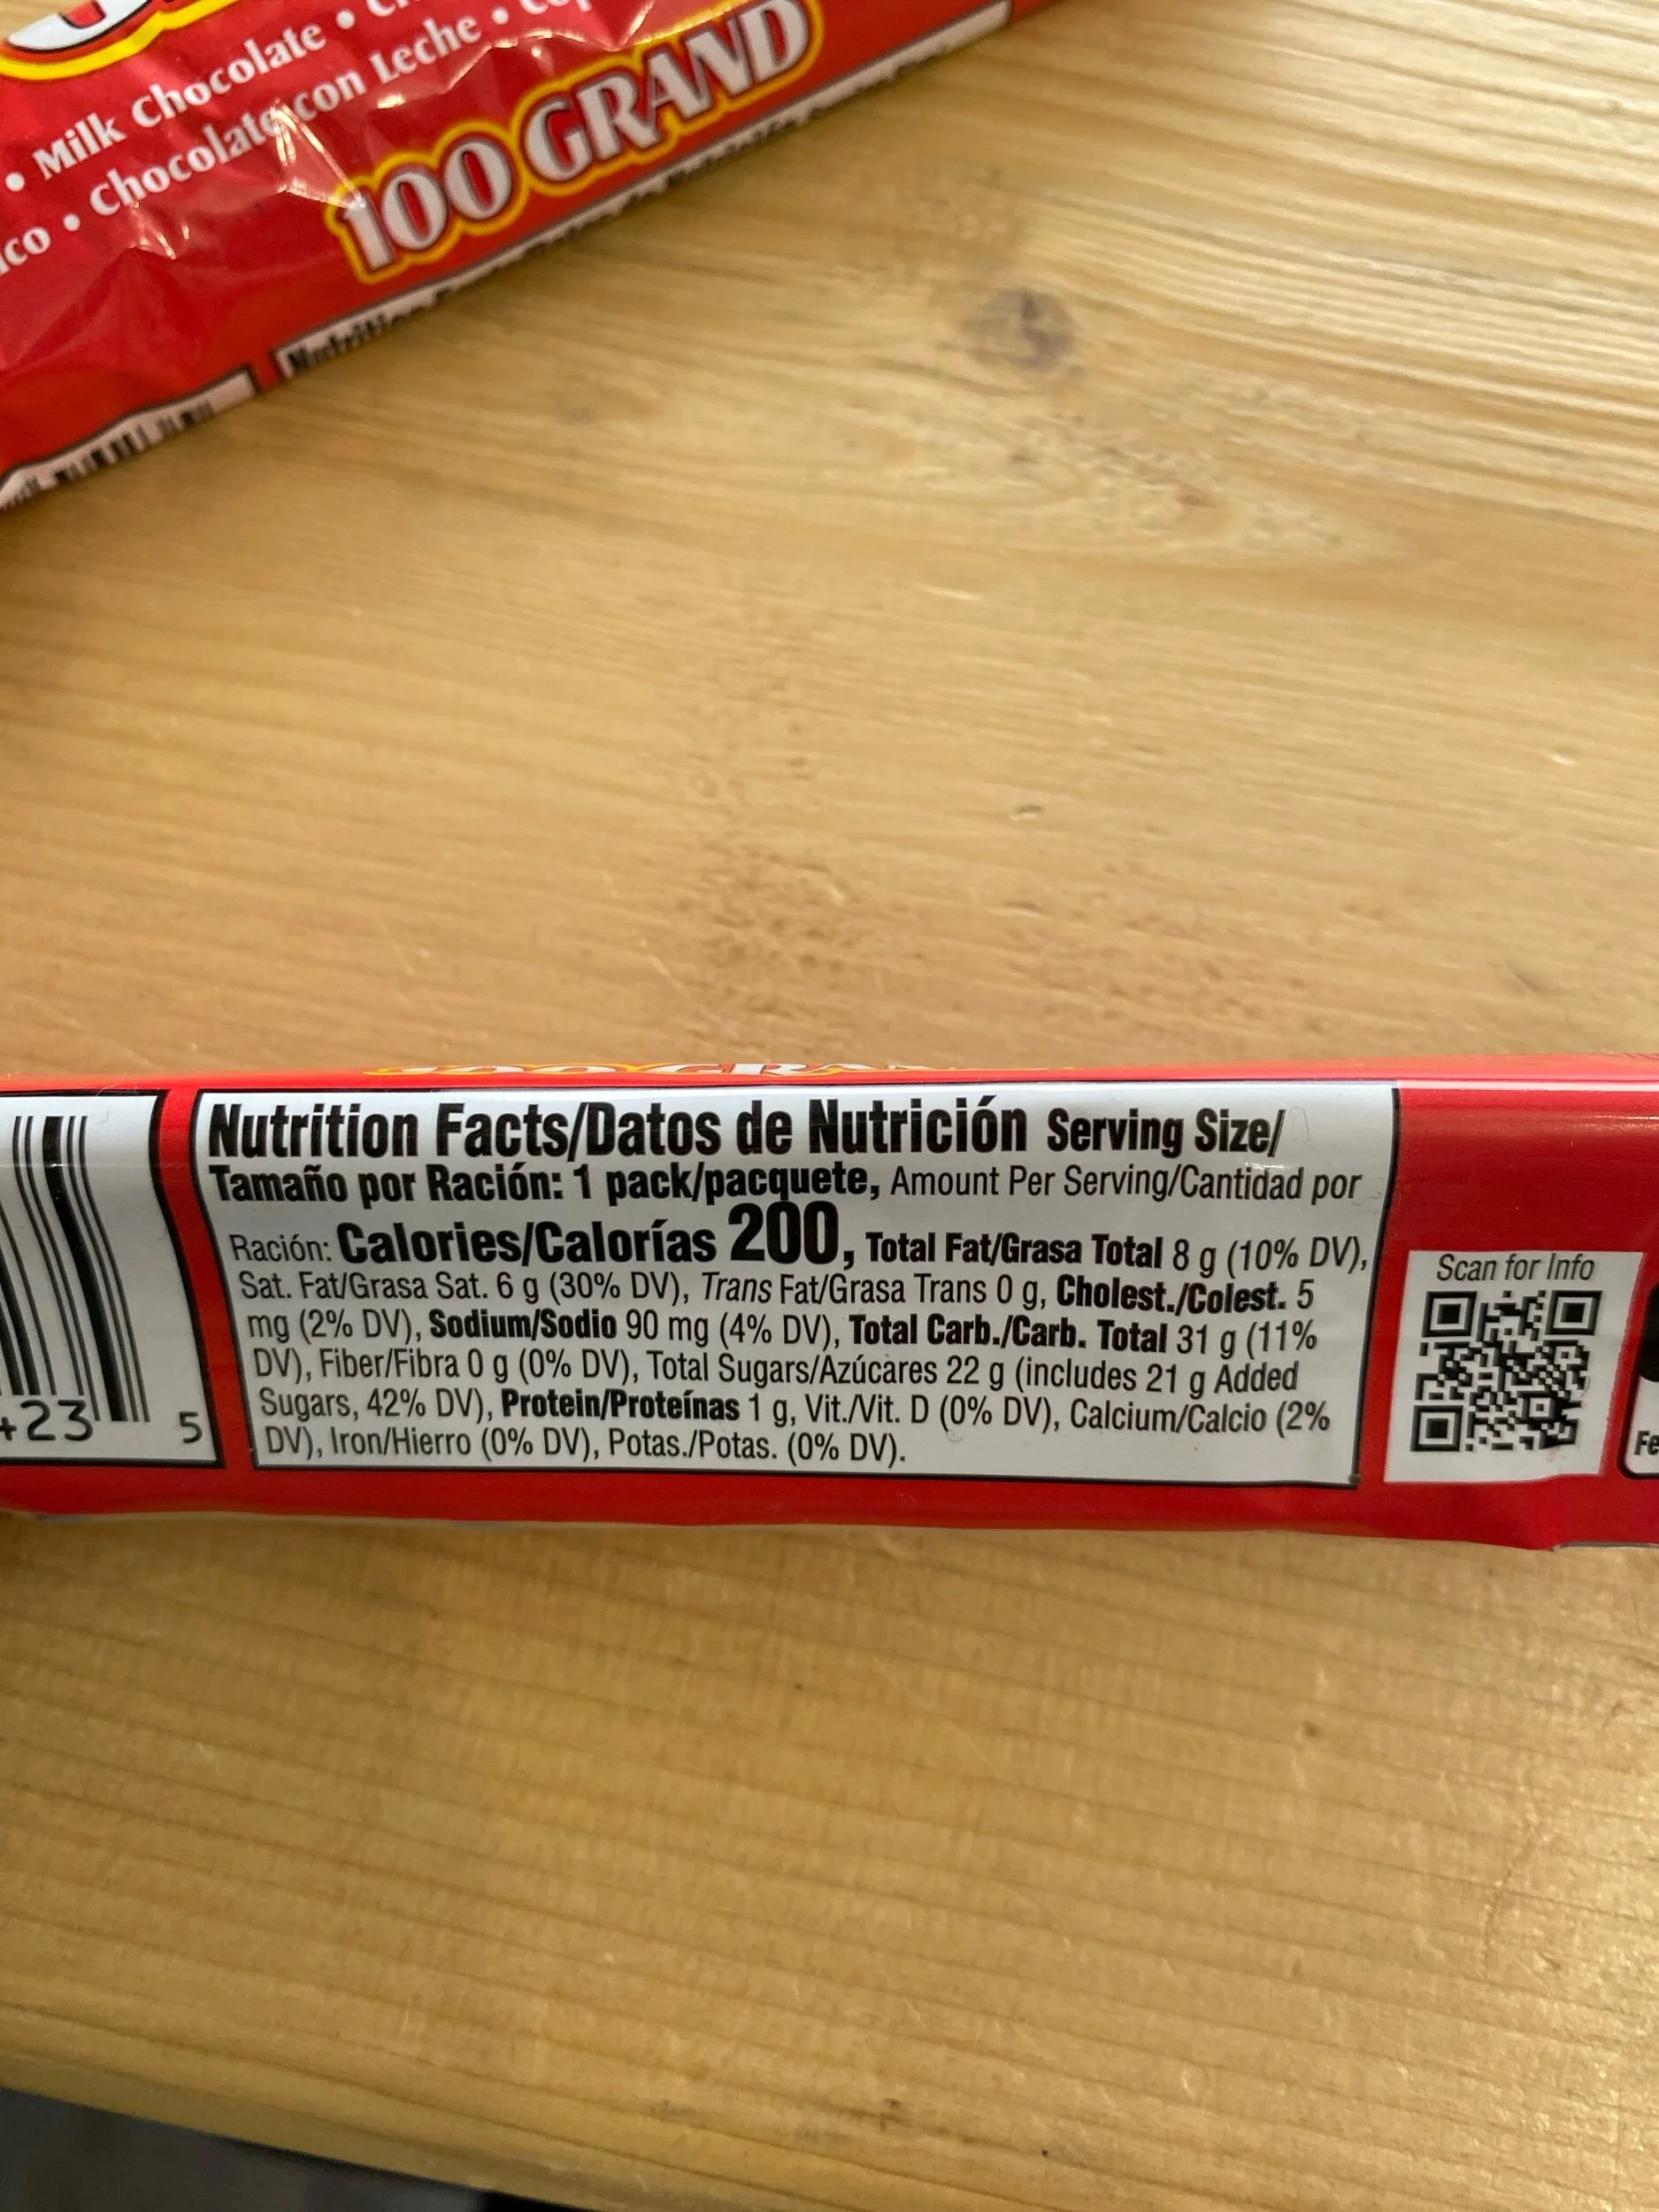 • Milk Chocolate •
co • Chocolate con Leche •
100 GRAND
Nutrition
Nutrition Facts/Datos de Nutrición Serving Size/
Tamaño por Ración: 1 pack/pacquete, Amount Per Serving/Cantidad por
Ración: Calories/Calorías 200, Total Fat/Grasa Total 8 g (10% DV),
Sat. Fat/Grasa Sat. 6 g (30% DV), Trans Fat/Grasa Trans 0 g, Cholest./Colest. 5
mg (2% DV), Sodium/Sodio 90 mg (4% DV), Total Carb./Carb. Total 31 g (11%
DV), Fiber/Fibra 0 g (0% DV), Total Sugars/Azúcares 22 g (includes 21 g Added
Sugars, 42% DV), Protein/Proteínas 1 g, Vit./Vit. D (0% DV), Calcium/Calcio (2%
DV), Iron/Hierro (0% DV), Potas./Potas. (0% DV).
23 5
Scan for Info
Fe